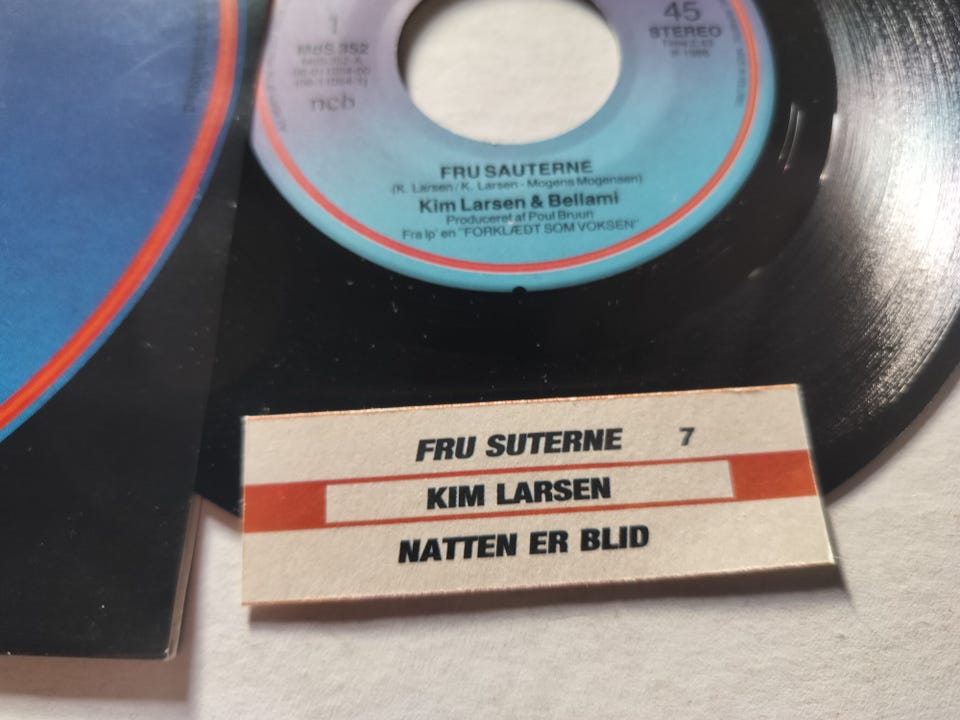 1
45
MdS 352
STEREO
ncb
FRU SAUTERNE
(K. Larsen / K. Larsen - Mogens Mogensen)
Kim Larsen & Bellami
Produceret af Poul Bruun
Fra lp'en "FORKLÆDT SOM VOKSEN"
FRU SUTERNE 7
KIM LARSEN
NATTEN ER BLID